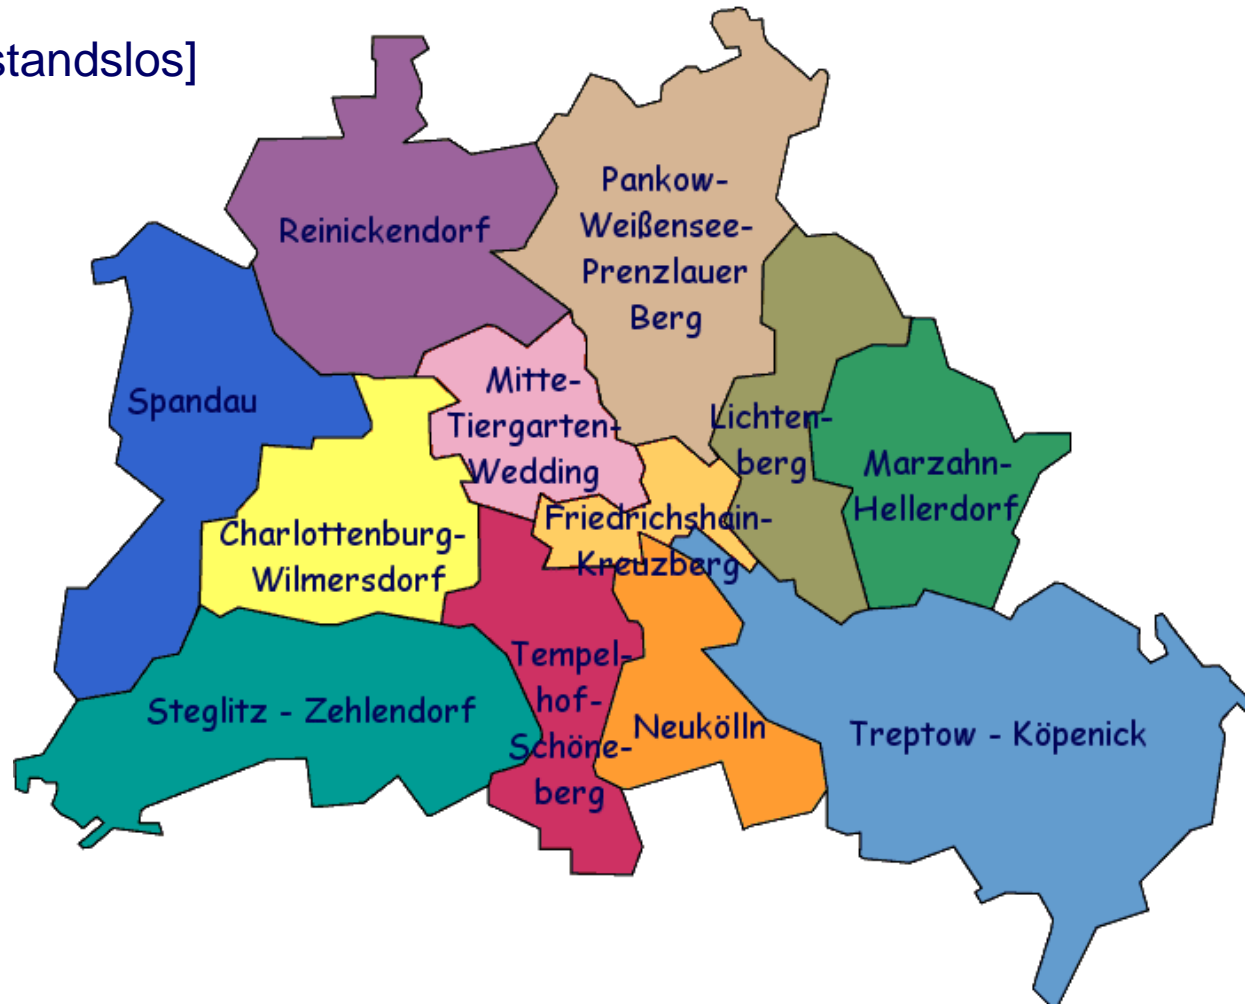 standslos]
Pankow-
Weißensee-
Prenzlauer
Berg
Reinickendorf
Spandau
Mitte-
Tiergarten-
Wedding
Lichten-
berg
Marzahn-
Hellerdorf
Charlottenburg-
Wilmersdorf
Friedrichshain-
Kreuzberg
Tempel-
hof-
Schöne-
berg
Steglitz - Zehlendorf
Neukölln
Treptow - Köpenick